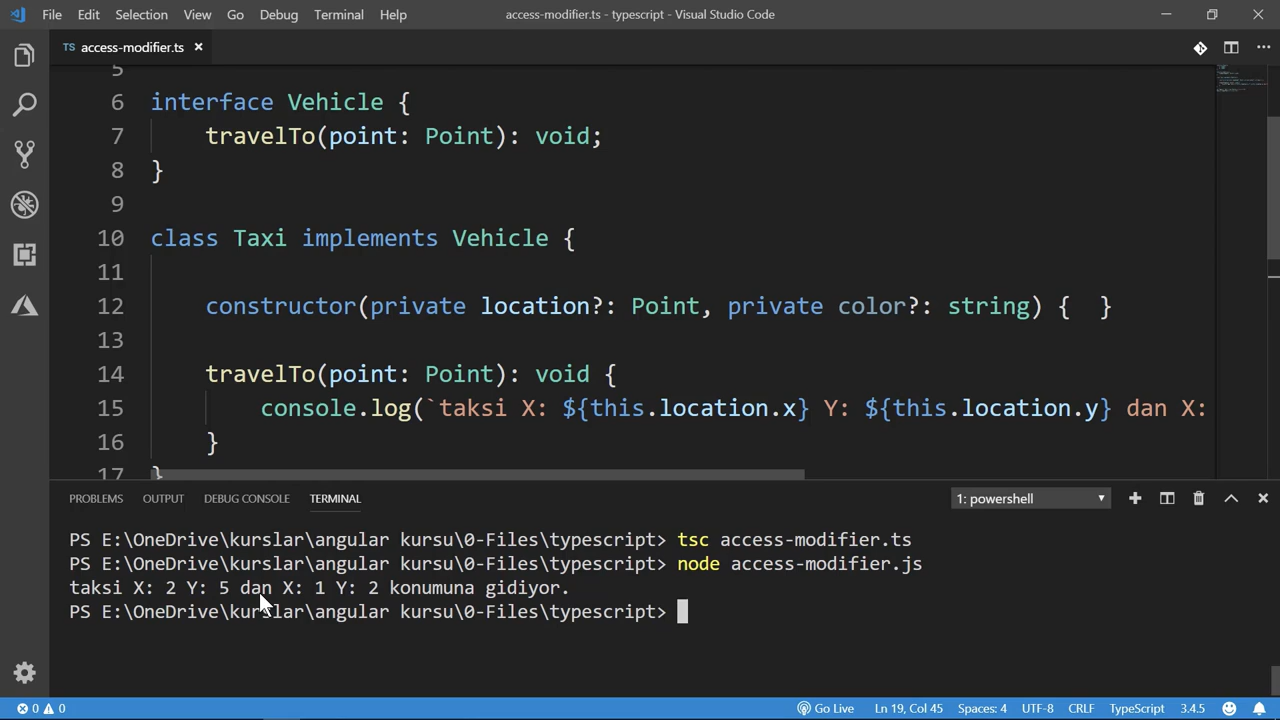 File Edit Selection View Go Debug Terminal Help access-modifier.ts - typescript - Visual Studio Code
TS access-modifier.ts
5
6 interface Vehicle {
7 travelTo(point: Point): void;
8 }
9
10 class Taxi implements Vehicle {
11
12 constructor(private location?: Point, private color?: string) { }
13
14 travelTo(point: Point): void {
15 console.log(`taksi X: ${this.location.x} Y: ${this.location.y} dan X:
16 }
17 }
PROBLEMS OUTPUT DEBUG CONSOLE TERMINAL 1: powershell
PS E:\OneDrive\kurslar\angular kursu\0-Files\typescript> tsc access-modifier.ts
PS E:\OneDrive\kurslar\angular kursu\0-Files\typescript> node access-modifier.js
taksi X: 2 Y: 5 dan X: 1 Y: 2 konumuna gidiyor.
PS E:\OneDrive\kurslar\angular kursu\0-Files\typescript>
0 0 Go Live Ln 19, Col 45 Spaces: 4 UTF-8 CRLF TypeScript 3.4.5